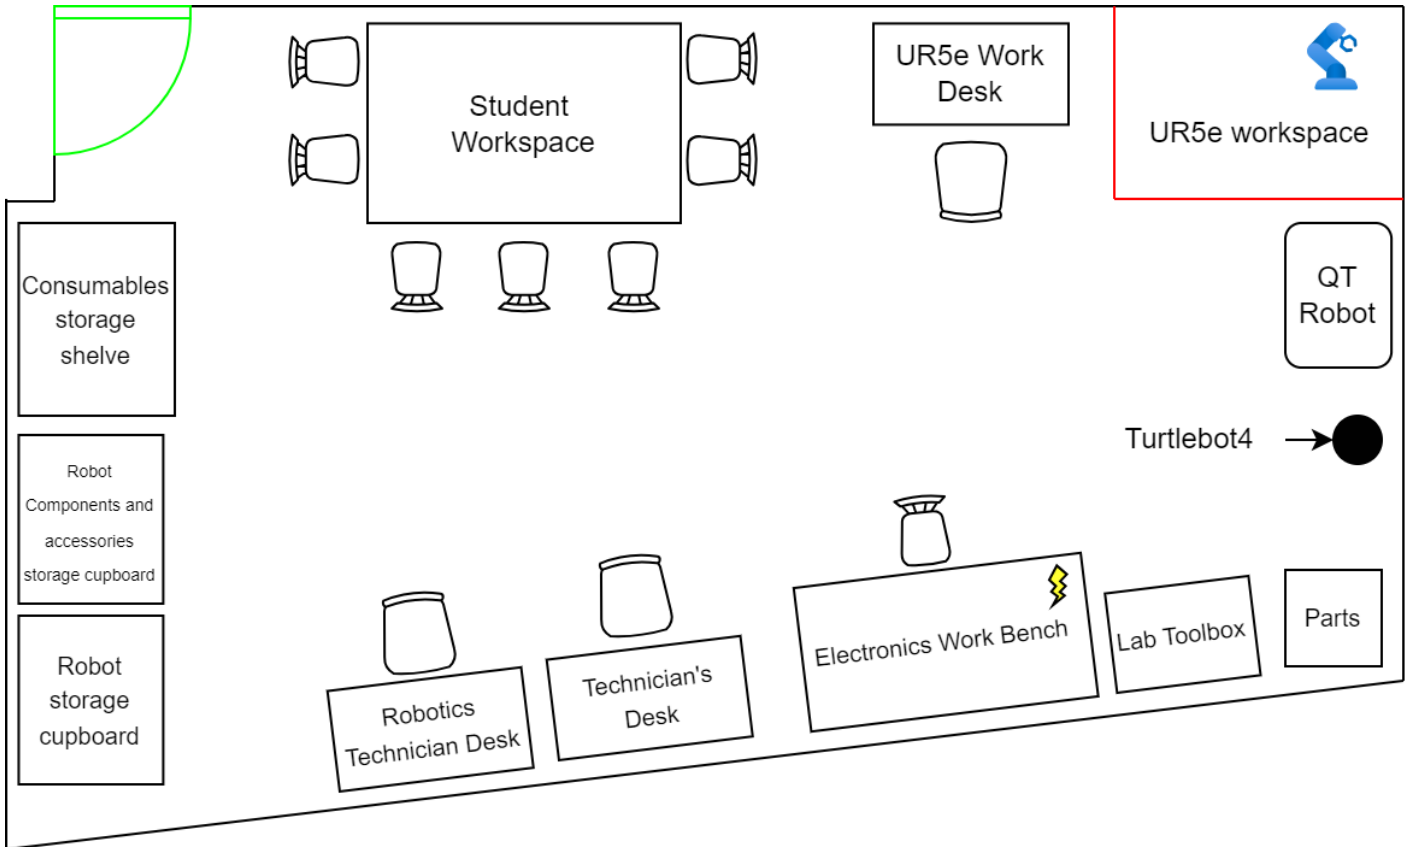 Student
Workspace
UR5e Work
Desk
UR5e workspace
Consumables
storage
shelve
QT
Robot
Turtlebot4
Robot
Components and
accessories
storage cupboard
Robot
storage
cupboard
Robotics
Technician Desk
Technician's
Desk
Electronics Work Bench
Lab Toolbox
Parts